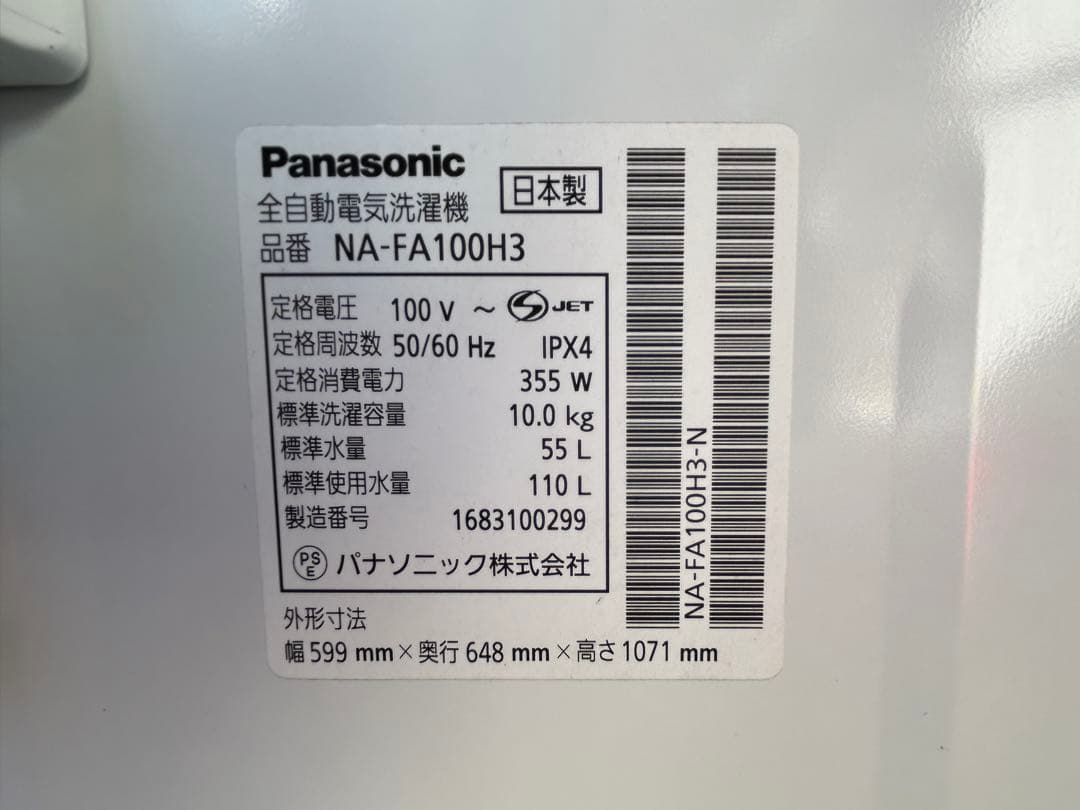 Panasonic
日本製
全自動電気洗濯機
品番 NA-FA100H3
定格電圧 100 V ～ S JET
定格周波数 50/60 Hz IPX4
定格消費電力 355 W
標準洗濯容量 10.0 kg
標準水量 55 L
標準使用水量 110 L
製造番号 1683100299
PSE パナソニック株式会社
外形寸法
幅 599 mm×奥行 648 mm×高さ 1071 mm
NA-FA100H3-N